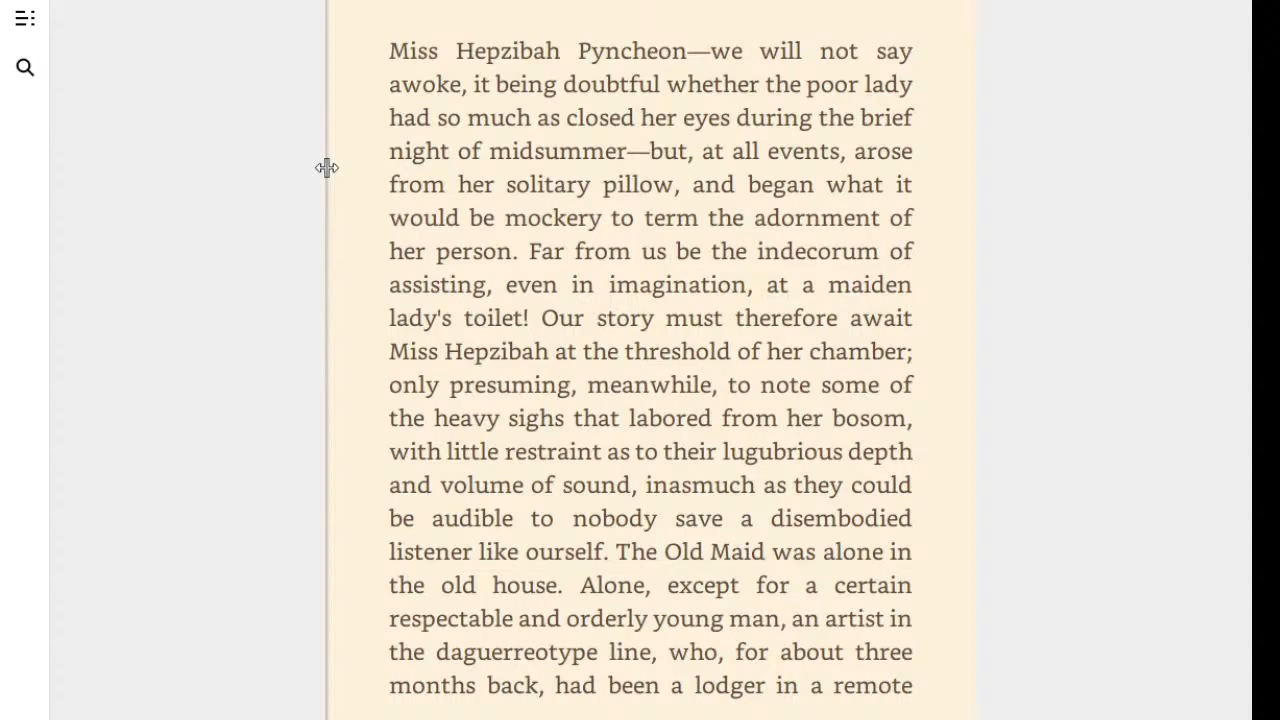 Miss Hepzibah Pyncheon—we will not say
awoke, it being doubtful whether the poor lady
had so much as closed her eyes during the brief
night of midsummer—but, at all events, arose
from her solitary pillow, and began what it
would be mockery to term the adornment of
her person. Far from us be the indecorum of
assisting, even in imagination, at a maiden
lady's toilet! Our story must therefore await
Miss Hepzibah at the threshold of her chamber;
only presuming, meanwhile, to note some of
the heavy sighs that labored from her bosom,
with little restraint as to their lugubrious depth
and volume of sound, inasmuch as they could
be audible to nobody save a disembodied
listener like ourself. The Old Maid was alone in
the old house. Alone, except for a certain
respectable and orderly young man, an artist in
the daguerreotype line, who, for about three
months back, had been a lodger in a remote